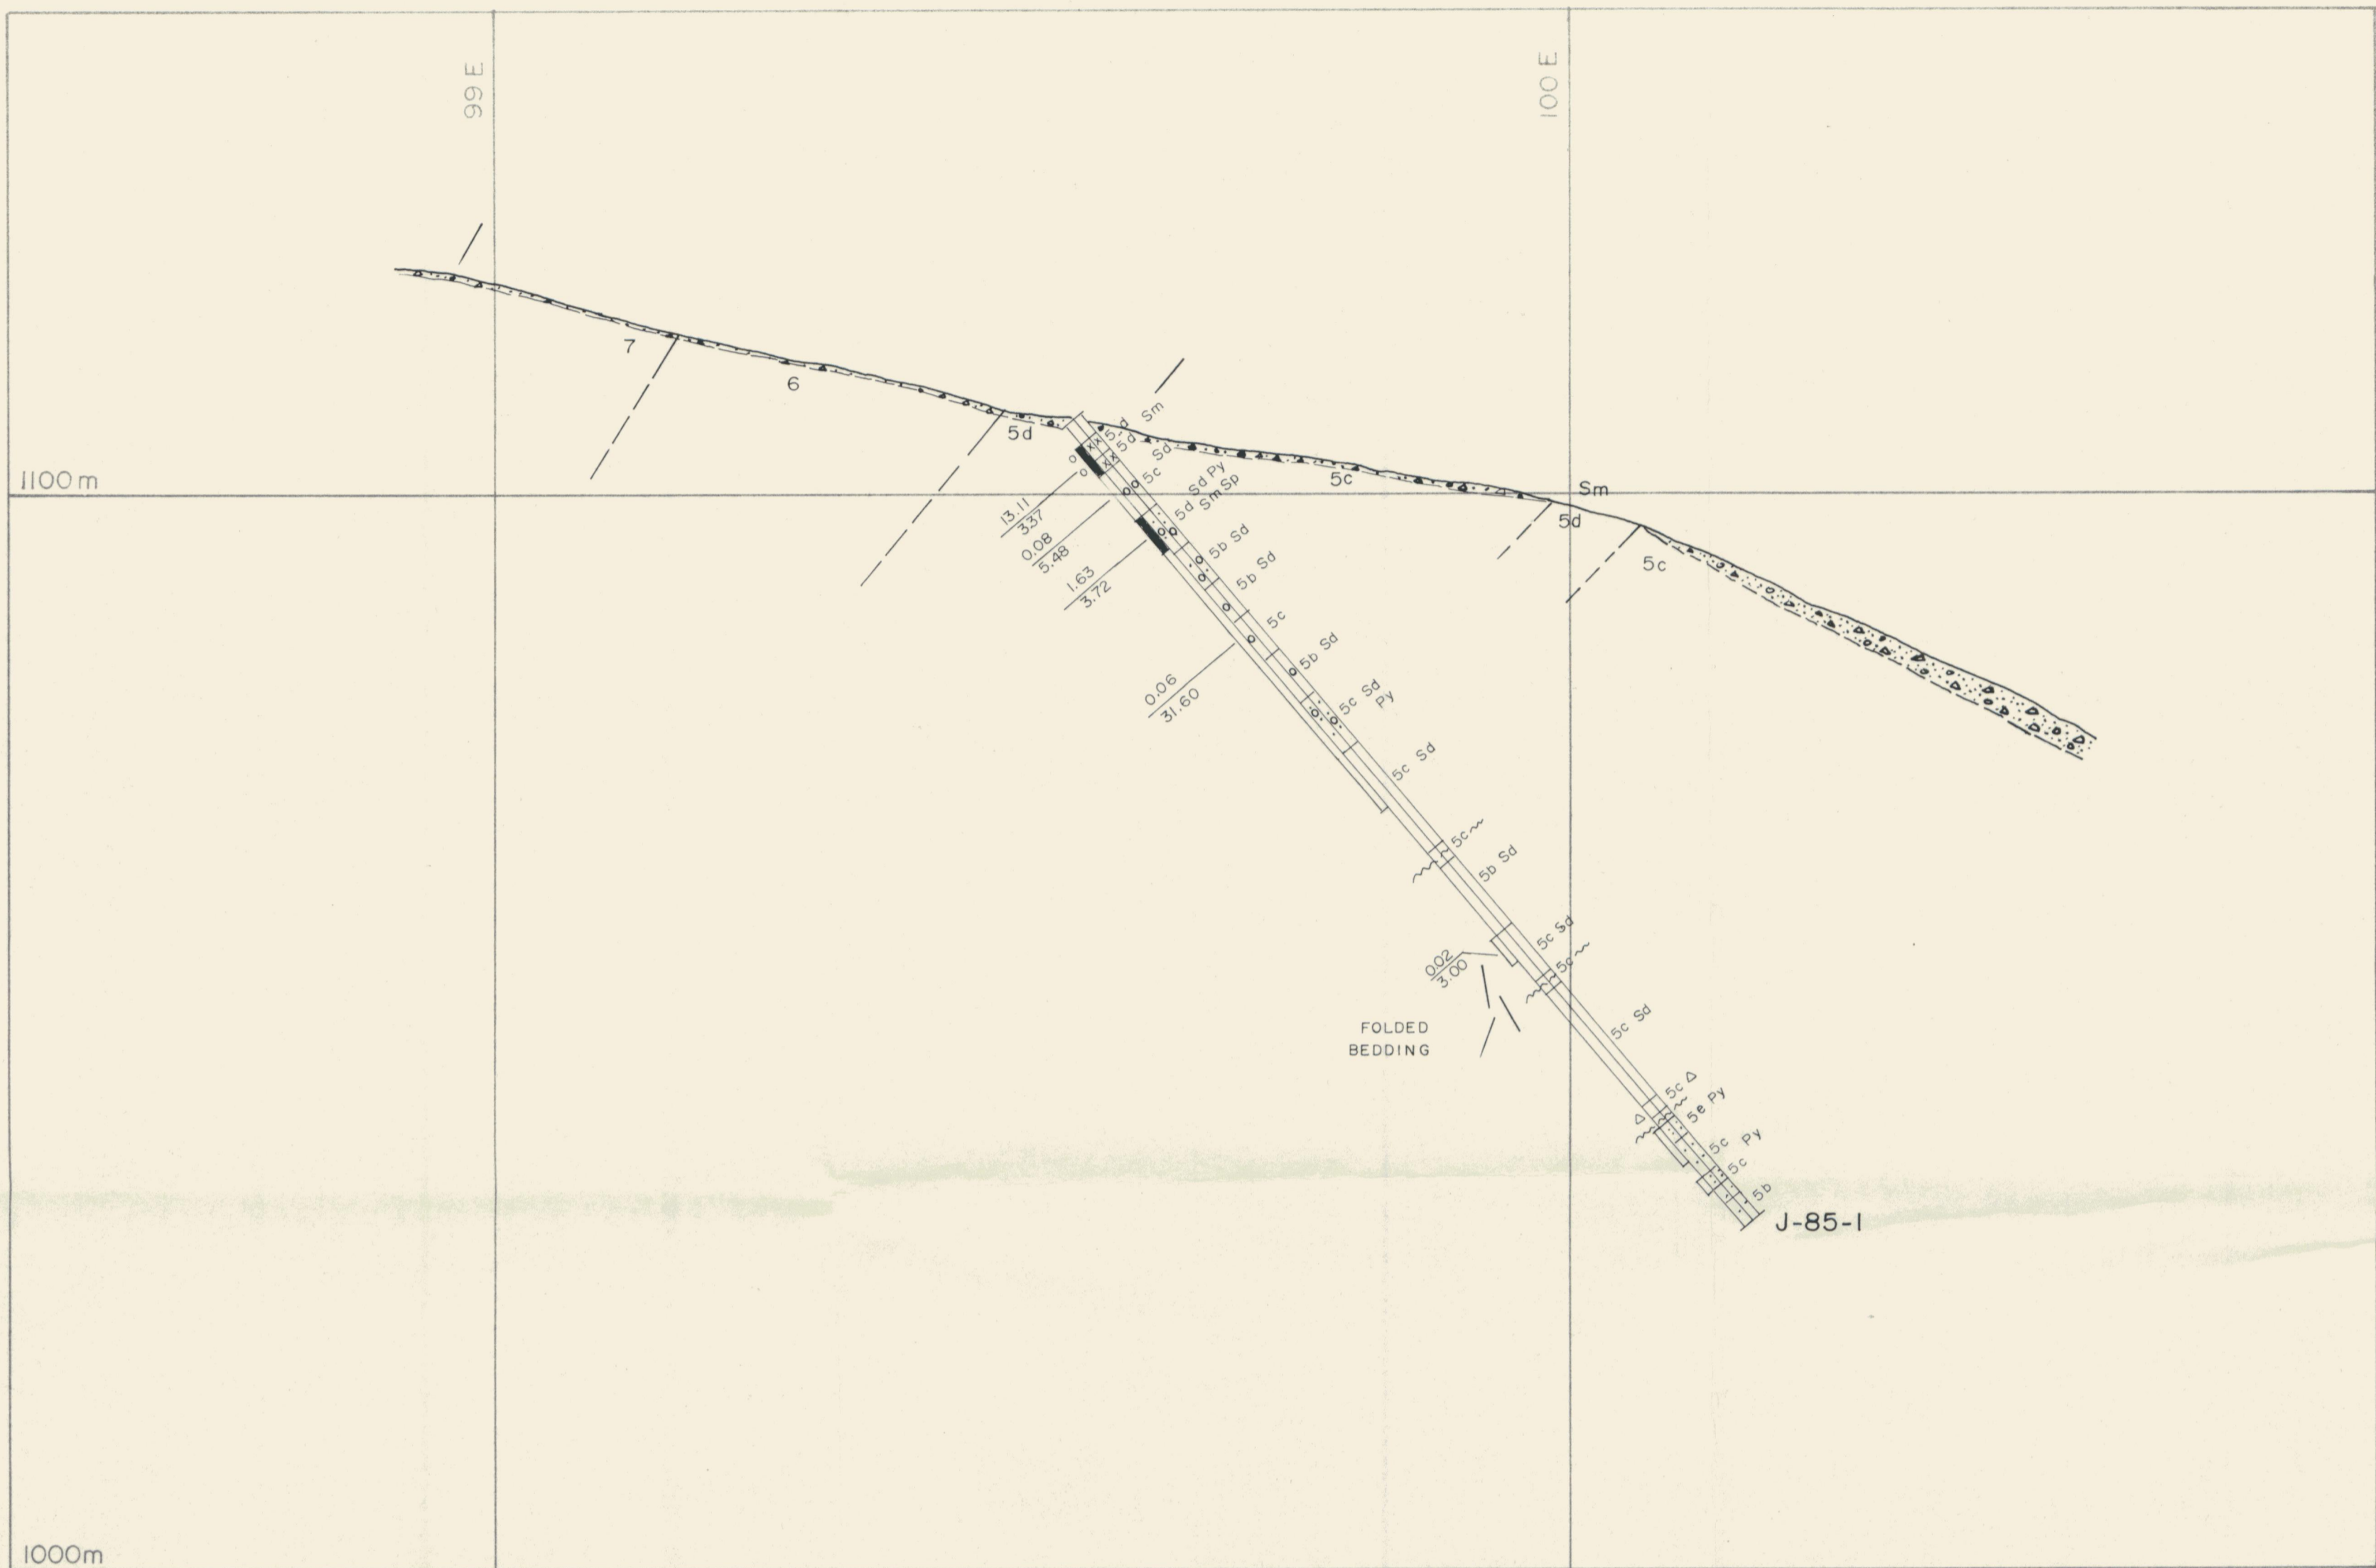 99 E
100 E
7
6
5d
1100 m
5d Sm
5d Sd
5c
5d Sd Py
Sm Sp
5b Sd
5b Sd
5c
5b Sd
5c Sd
Py
5c Sd
5c
5b Sd
5c Sd
5c
5c Sd
5c
5e Py
5c Py
5c
5b
13.11
3.37
0.08
5.48
1.63
3.72
0.06
31.60
0.02
3.00
5c
Sm
5d
5c
FOLDED
BEDDING
J-85-1
1000m